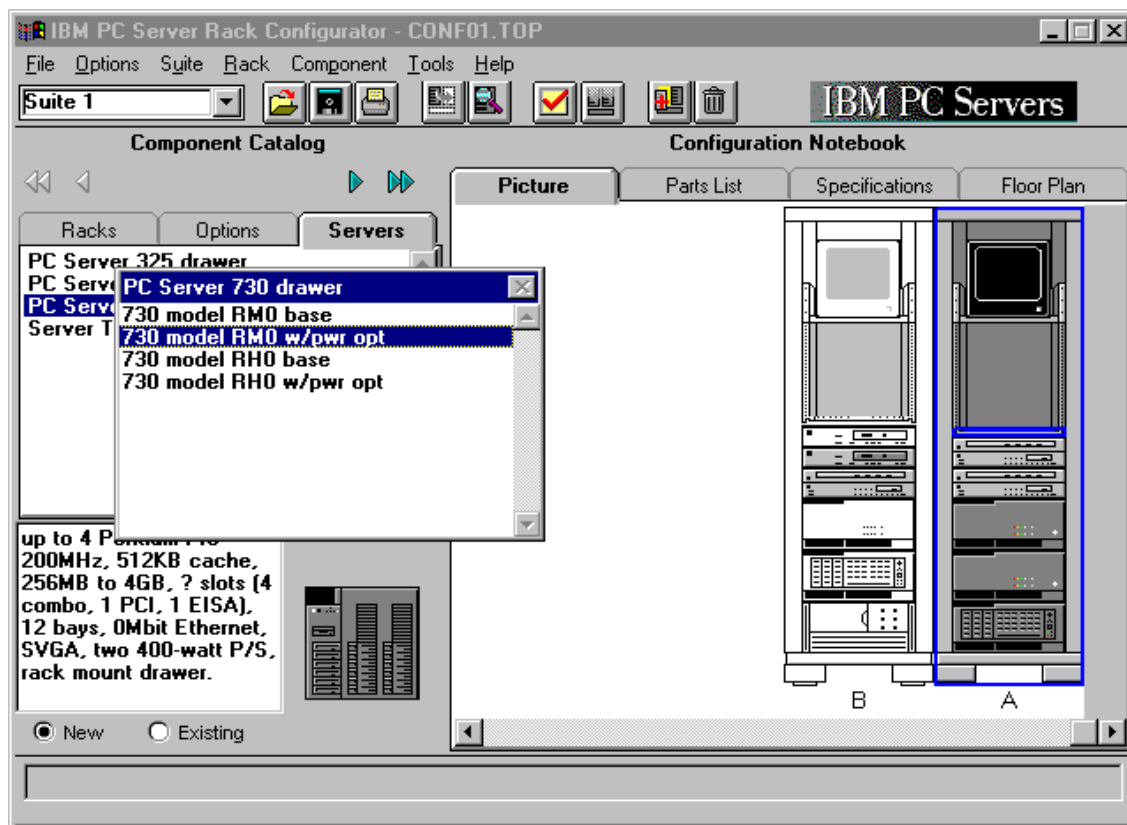 IBM PC Server Rack Configurator - CONF01.TOP
File Options Suite Rack Component Tools Help
Suite 1
IBM PC Servers
Component Catalog
Configuration Notebook
Picture Parts List Specifications Floor Plan
Racks Options Servers
PC Server 325 drawer
PC Serve
PC Serve
Server T
PC Server 730 drawer
730 model RM0 base
730 model RM0 w/pwr opt
730 model RH0 base
730 model RH0 w/pwr opt
up to 4 
200MHz, 512KB cache,
256MB to 4GB, ? slots (4
combo, 1 PCI, 1 EISA),
12 bays, 0Mbit Ethernet,
SVGA, two 400-watt P/S,
rack mount drawer.
New Existing
B A